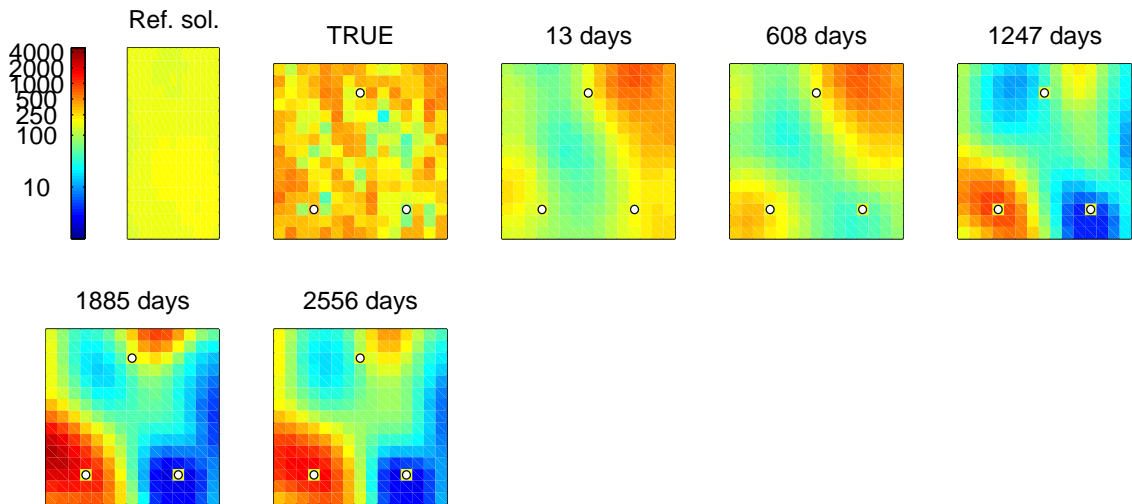 Ref. sol.
TRUE
13 days
608 days
1247 days
4000
2000
1000
500
250
100
10
1885 days
2556 days